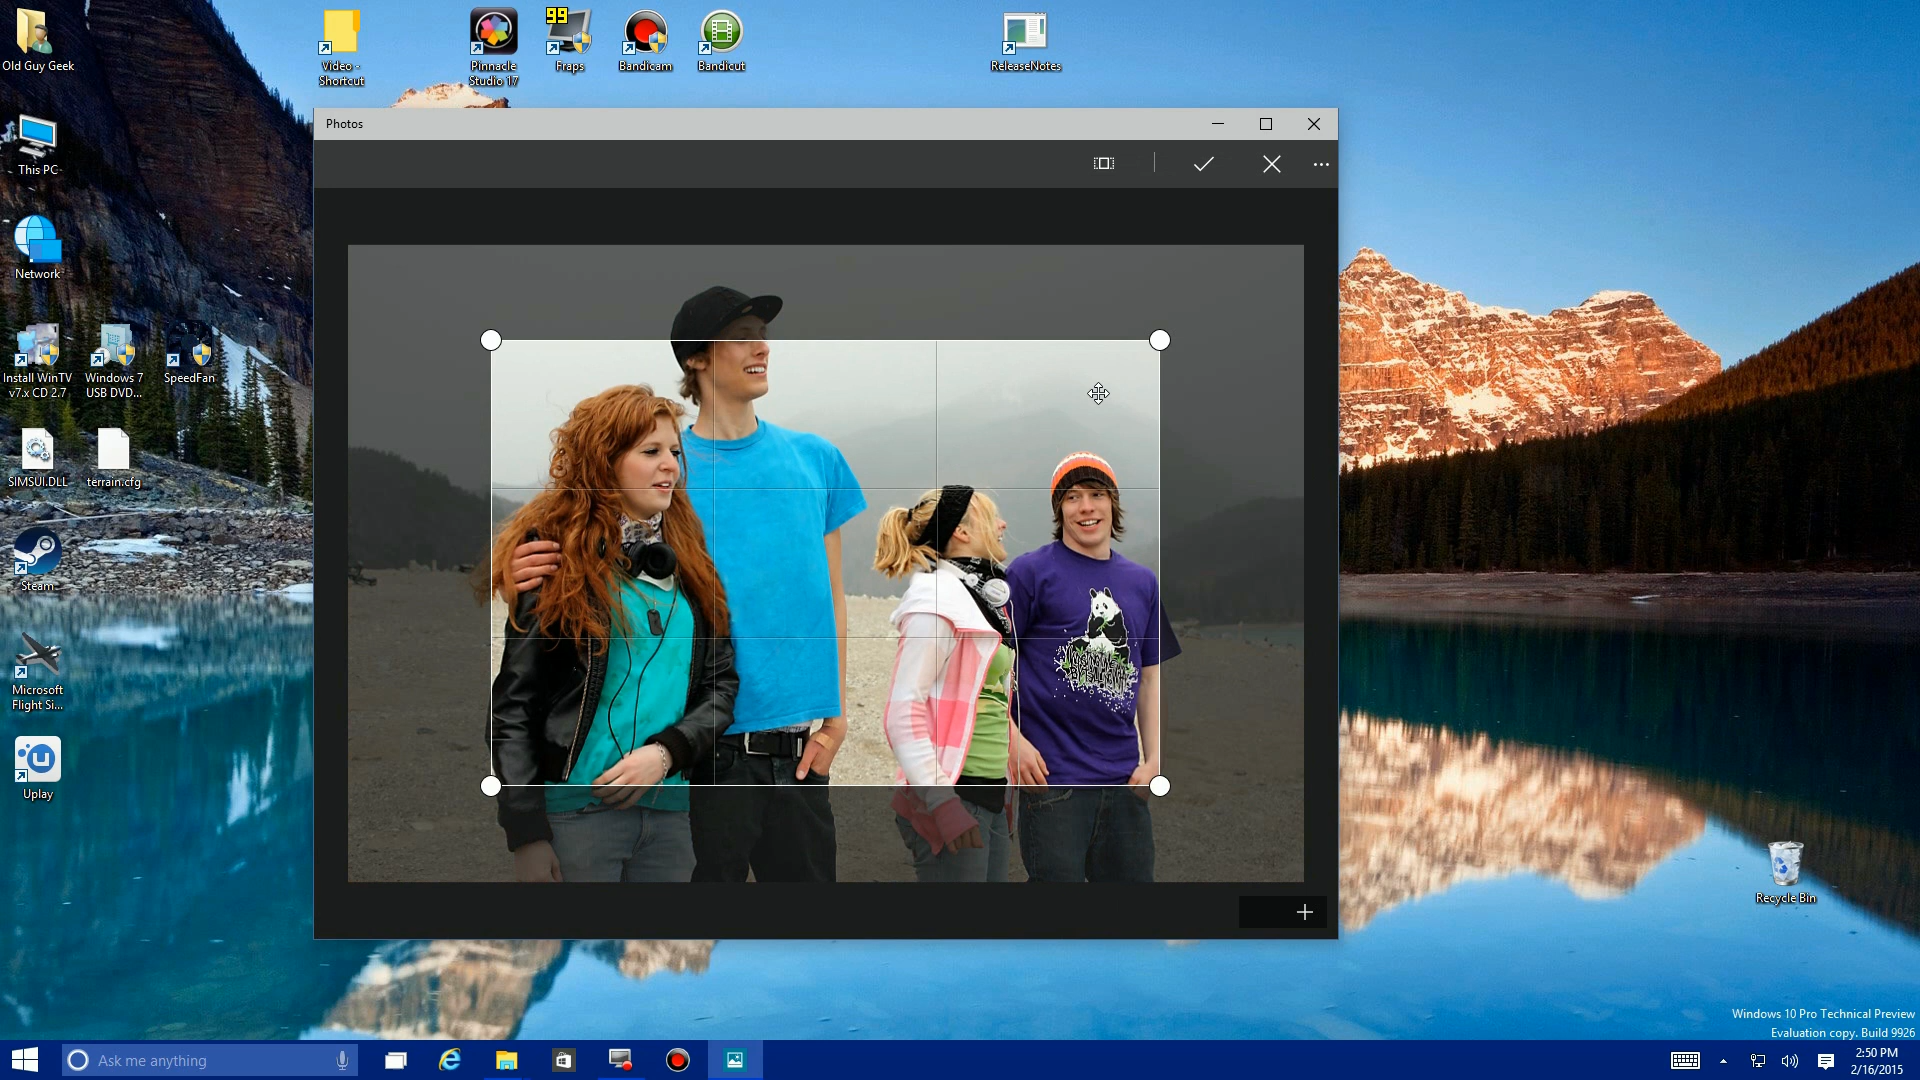 Old Guy Geek
Video -
Shortcut
Pinnacle
Studio 17
99
Fraps
Bandicam
Bandicut
ReleaseNotes
Photos
This PC
Network
Install WinTV
v7.x CD 2.7
Windows 7
USB DVD...
SpeedFan
SIMSUI.DLL
terrain.cfg
Steam
Microsoft
Flight Si...
Uplay
Recycle Bin
Windows 10 Pro Technical Preview
Evaluation copy. Build 9926
Ask me anything
2:50 PM
2/16/2015